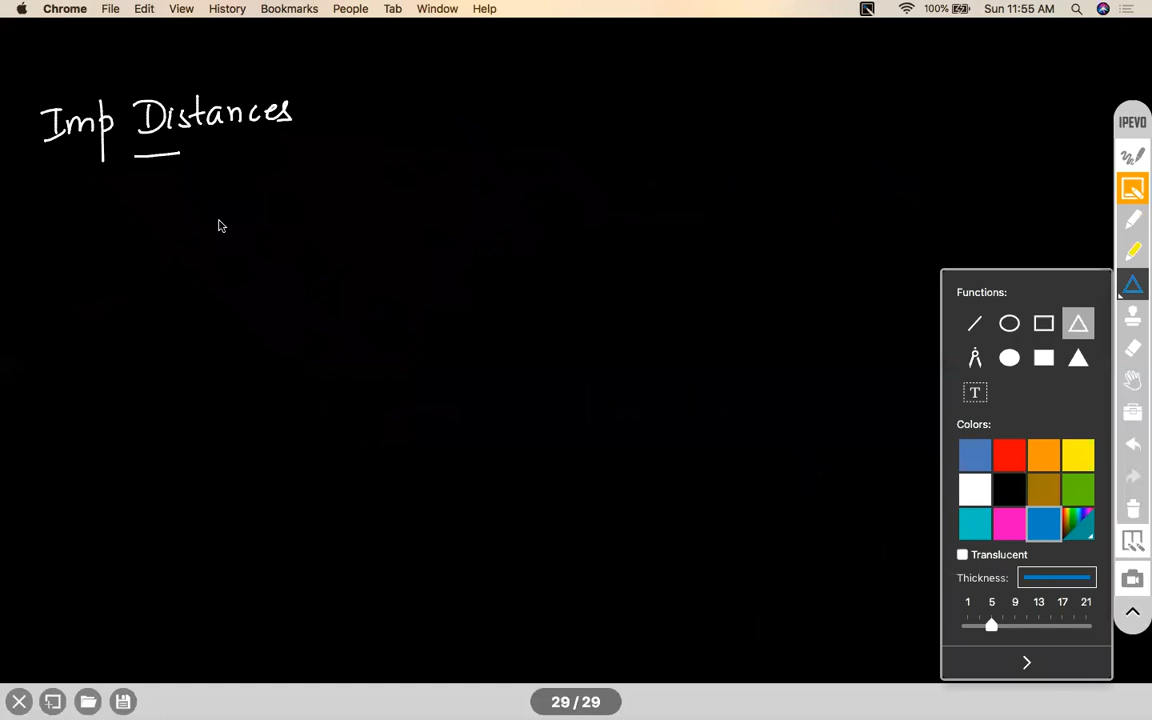 Chrome File Edit View History Bookmarks People Tab Window Help 100% Sun 11:55 AM
Imp Distances
IPEVO
Functions:
T
Colors:
Translucent
Thickness:
1 5 9 13 17 21
29 / 29